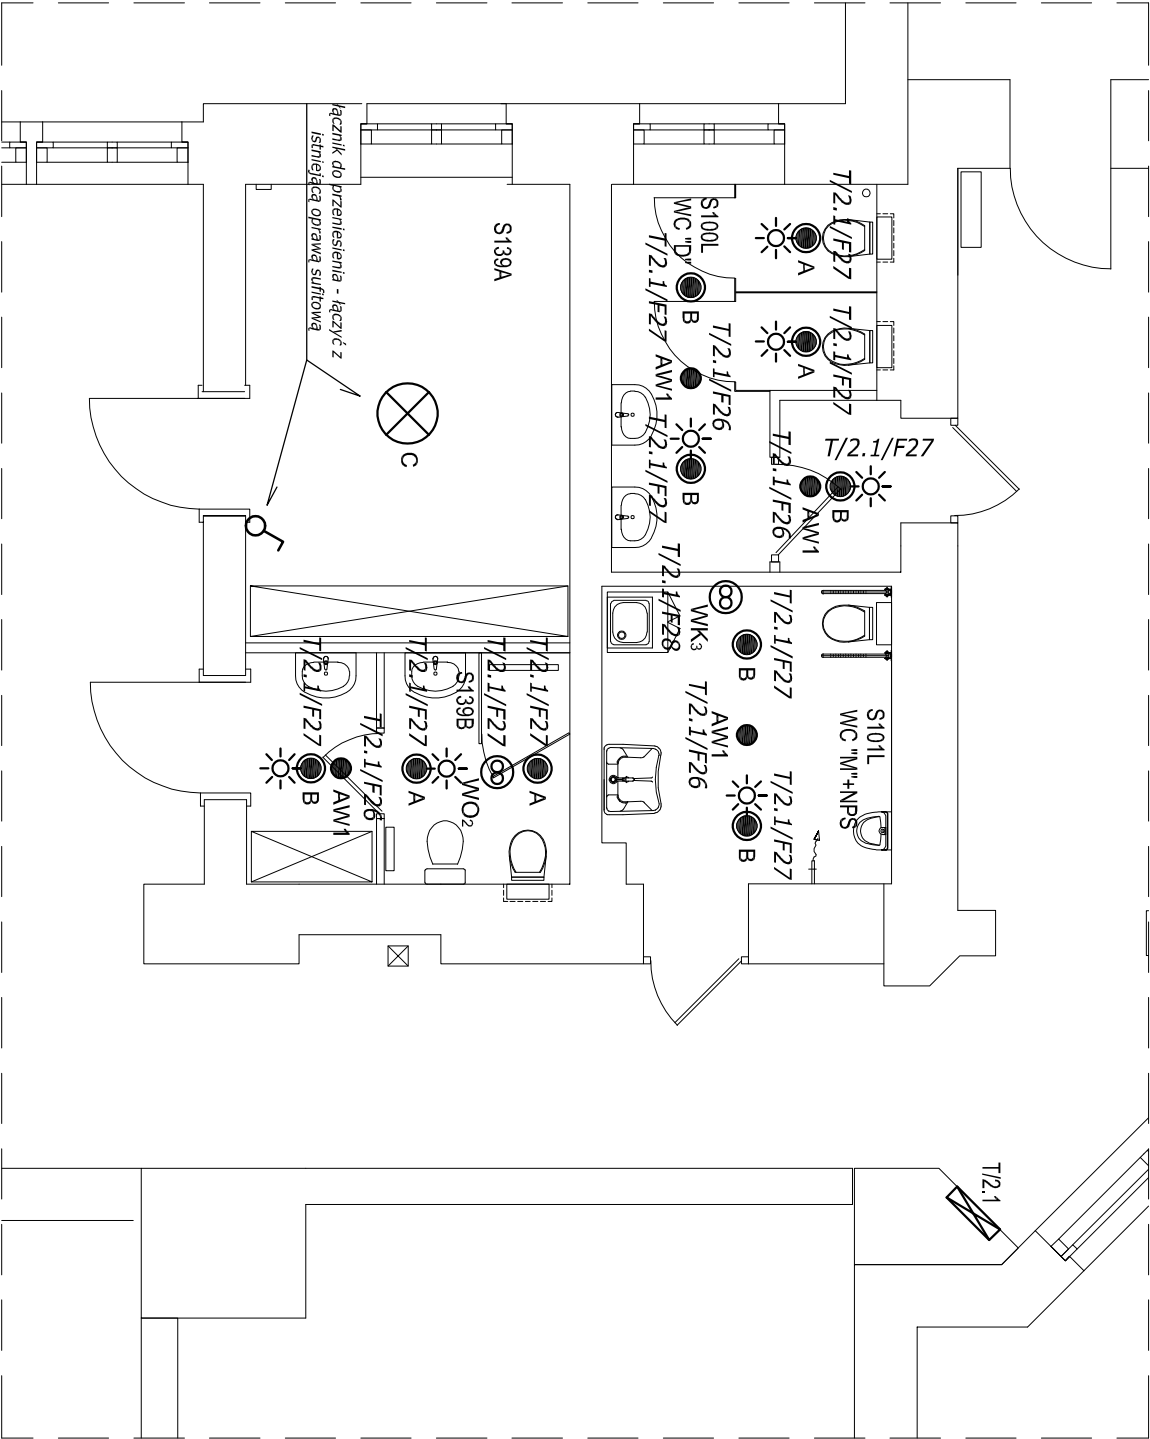 łącznik do przeniesienia - łączyć z
istniejącą oprawą sufitową
S139A
C
S100L
WC "D"
T/2.1/F27
A
T/2.1/F27
B
T/2.1/F27
A
T/2.1/F26
AW1
T/2.1/F27
B
T/2.1/F27
B
T/2.1/F26
AW1
T/2.1/F28
WK3
T/2.1/F27
B
T/2.1/F26
AW1
T/2.1/F27
B
S101L
WC "M"+NPS
T/2.1/F27
B
T/2.1/F26
AW1
T/2.1/F27
A
S139B
T/2.1/F27
WO2
T/2.1/F27
A
T/2.1